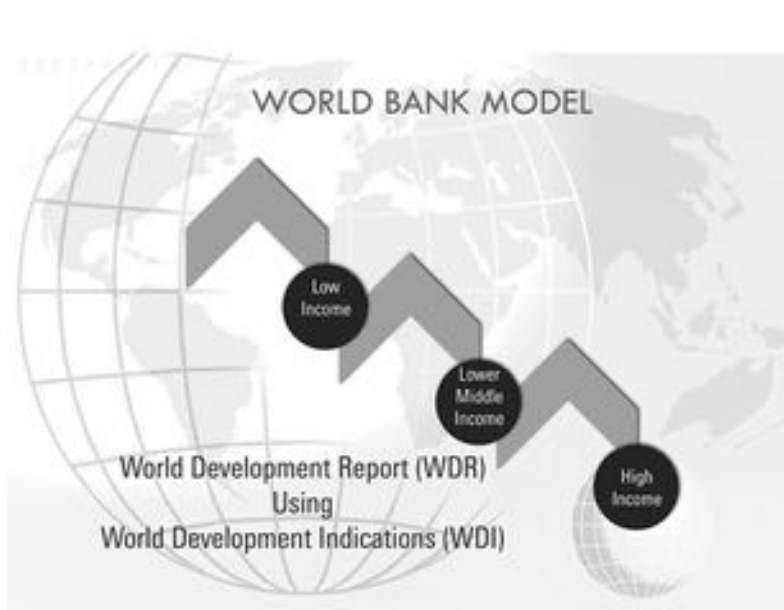 WORLD BANK MODEL
Low
Income
Lower
Middle
Income
High
Income
World Development Report (WDR)
Using
World Development Indications (WDI)